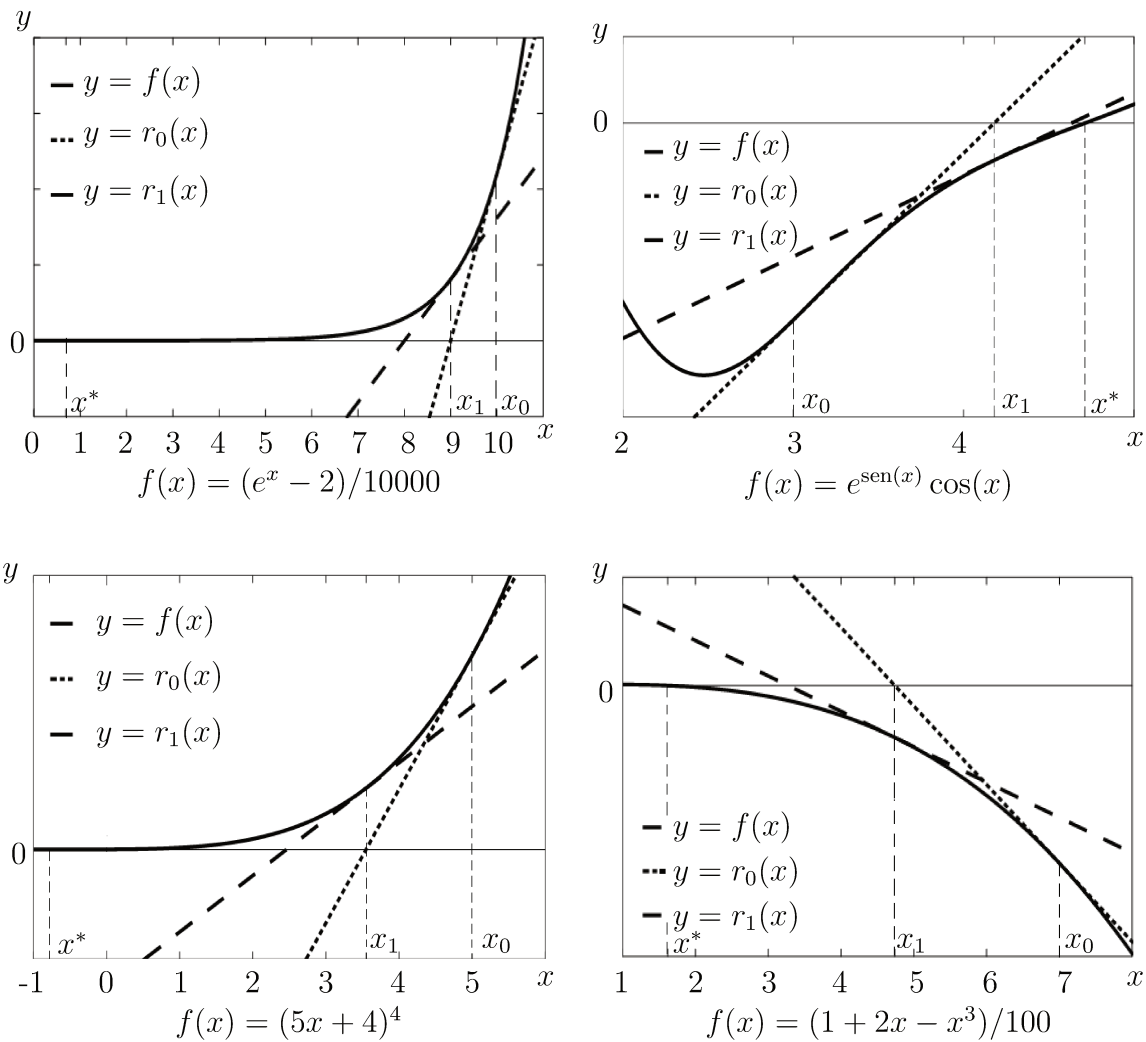 y
y = f(x)
y = r₀(x)
y = r₁(x)
0
x* x₁ x₀
0 1 2 3 4 5 6 7 8 9 10 x
f(x) = (eˣ − 2)/10000
y
0
y = f(x)
y = r₀(x)
y = r₁(x)
x₀ x₁ x*
2 3 4 x
f(x) = e^sen(x) cos(x)
y
y = f(x)
y = r₀(x)
y = r₁(x)
0
x* x₁ x₀
-1 0 1 2 3 4 5 x
f(x) = (5x + 4)⁴
y
0
y = f(x)
y = r₀(x)
y = r₁(x)
x* x₁ x₀
1 2 3 4 5 6 7 x
f(x) = (1 + 2x − x³)/100